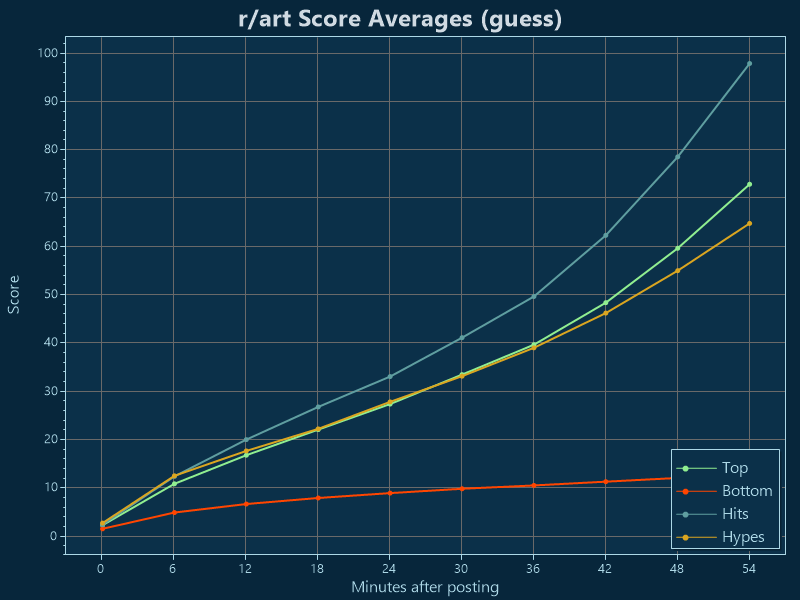 r/art Score Averages (guess)
100
90
80
70
60
50
40
30
20
10
0
Score
Top
Bottom
Hits
Hypes
0 6 12 18 24 30 36 42 48 54
Minutes after posting